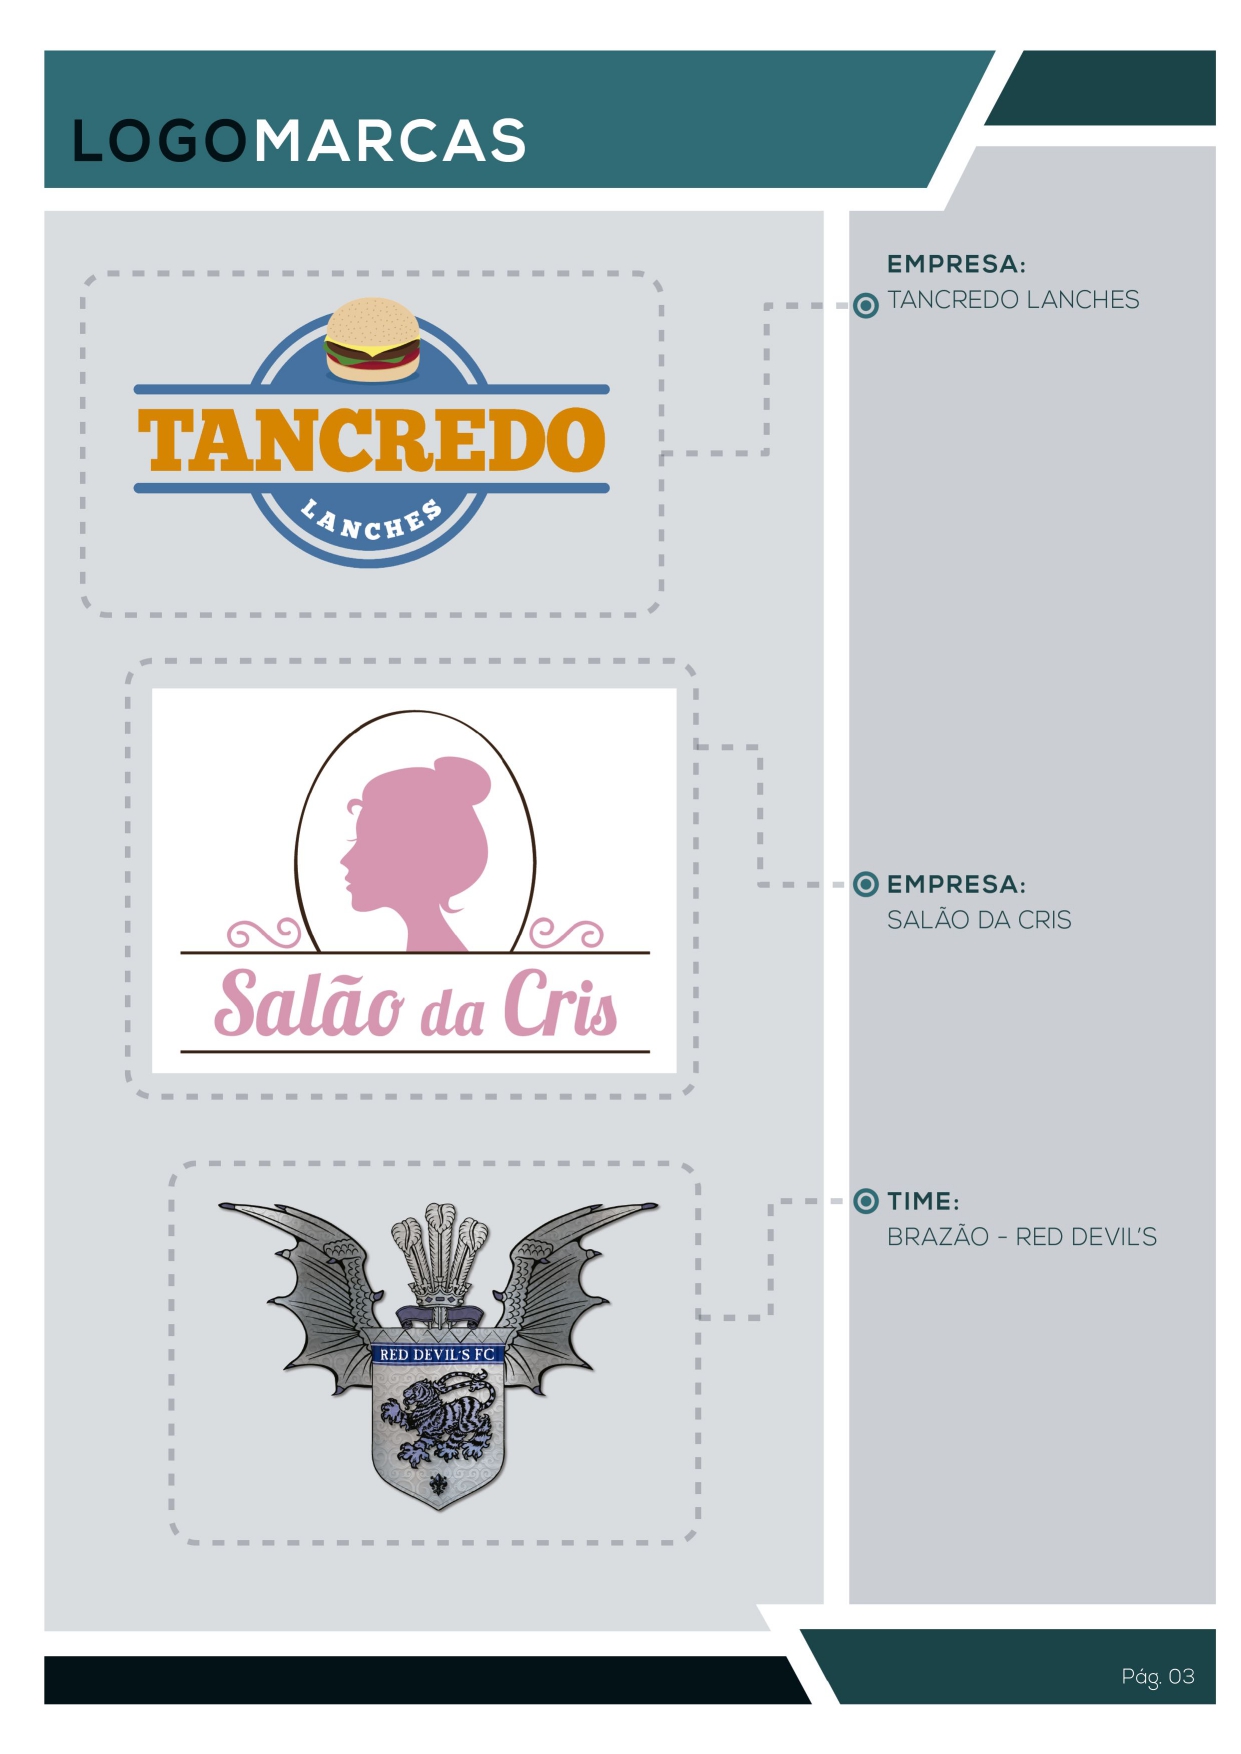 LOGOMARCAS
EMPRESA:
TANCREDO LANCHES
TANCREDO
LANCHES
EMPRESA:
SALÃO DA CRIS
Salão da Cris
TIME:
BRAZÃO - RED DEVIL'S
RED DEVIL'S FC
Pág. 03